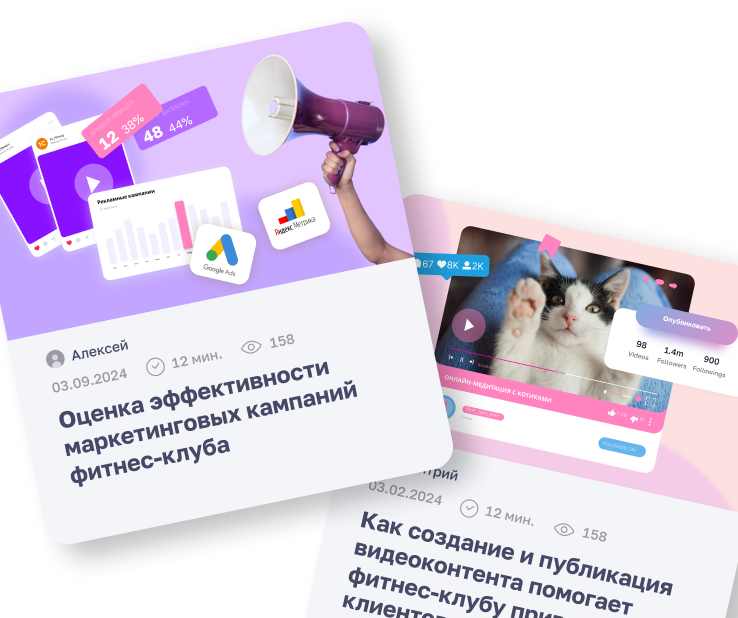 12 38%
48 44%
Рекламные кампании
Google Ads
Яндекс Метрика
Алексей
03.09.2024 12 мин. 158
Оценка эффективности
маркетинговых кампаний
фитнес-клуба
67 8K 2K
Опубликовать
98 1.4m 900
Videos Followers Followings
ОНЛАЙН-МЕДИТАЦИЯ С КОТИКАМИ
трий
03.02.2024 12 мин. 158
Как создание и публикация
видеоконтента помогает
фитнес-клубу